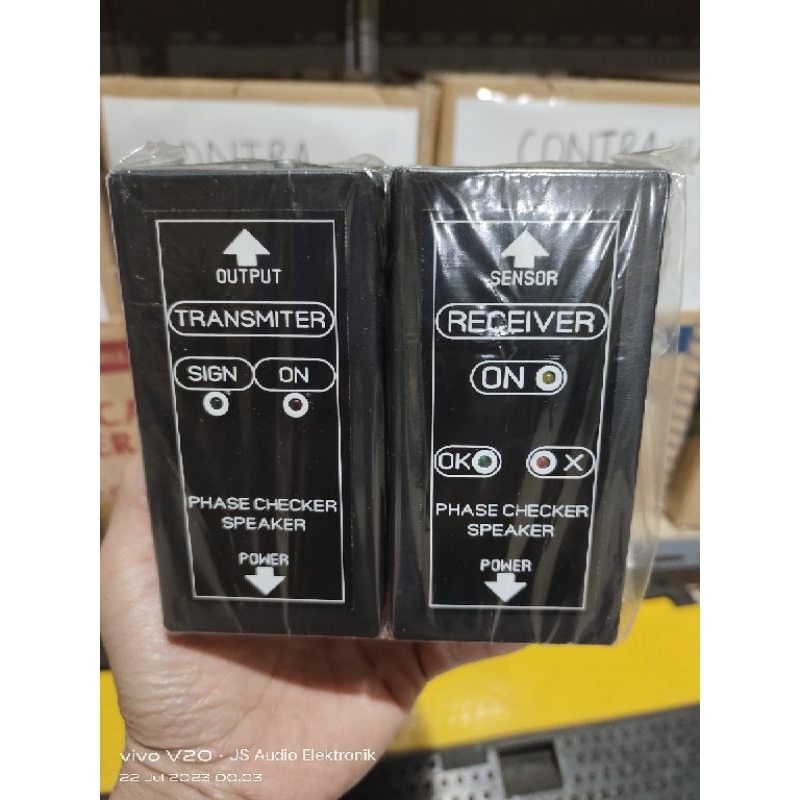 CONTRA
CONTRA
OUTPUT
TRANSMITER
SIGN ON
PHASE CHECKER
SPEAKER
POWER
SENSOR
RECEIVER
ON
OK X
PHASE CHECKER
SPEAKER
POWER
vivo V20 · JS Audio Elektronik
22 Jul 2023 00.03